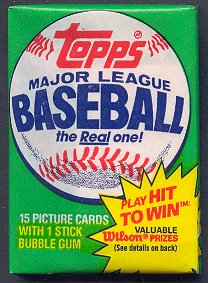 Topps®
MAJOR LEAGUE
BASEBALL
the Real one!
15 PICTURE CARDS
WITH 1 STICK
BUBBLE GUM
PLAY HIT
TO WIN™:
VALUABLE
Wilson® PRIZES
(See details on back)